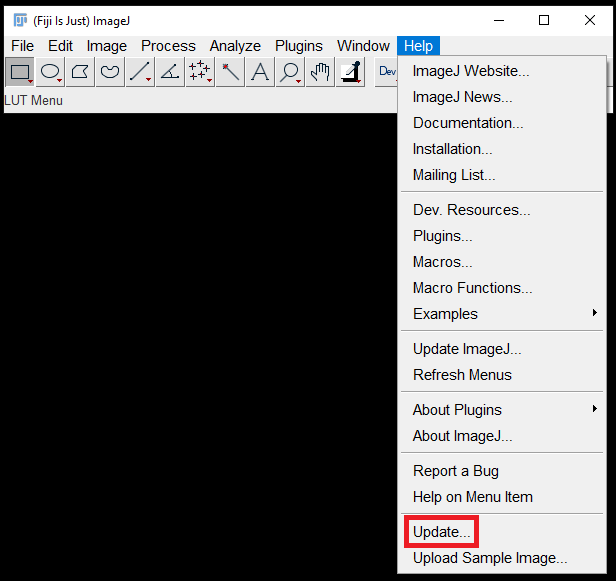 (Fiji Is Just) ImageJ
File Edit Image Process Analyze Plugins Window Help
A Dev
LUT Menu
ImageJ Website...
ImageJ News...
Documentation...
Installation...
Mailing List...
Dev. Resources...
Plugins...
Macros...
Macro Functions...
Examples
Update ImageJ...
Refresh Menus
About Plugins
About ImageJ...
Report a Bug
Help on Menu Item
Update...
Upload Sample Image...